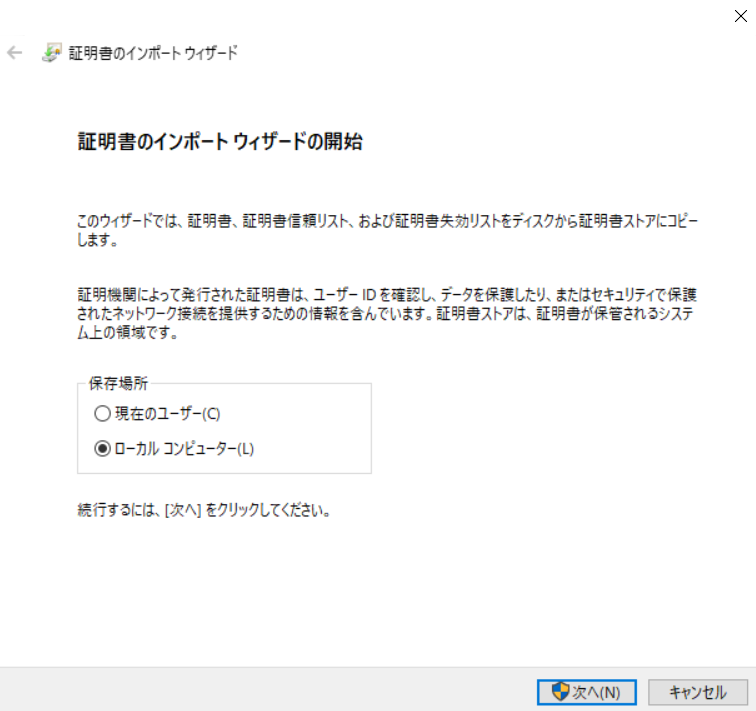 証明書のインポート ウィザード
証明書のインポート ウィザードの開始
このウィザードでは、証明書、証明書信頼リスト、および証明書失効リストをディスクから証明書ストアにコピー
します。
証明機関によって発行された証明書は、ユーザー ID を確認し、データを保護したり、またはセキュリティで保護
されたネットワーク接続を提供するための情報を含んでいます。証明書ストアは、証明書が保管されるシステ
ム上の領域です。
保存場所
現在のユーザー(C)
ローカル コンピューター(L)
続行するには、[次へ] をクリックしてください。
次へ(N)
キャンセル